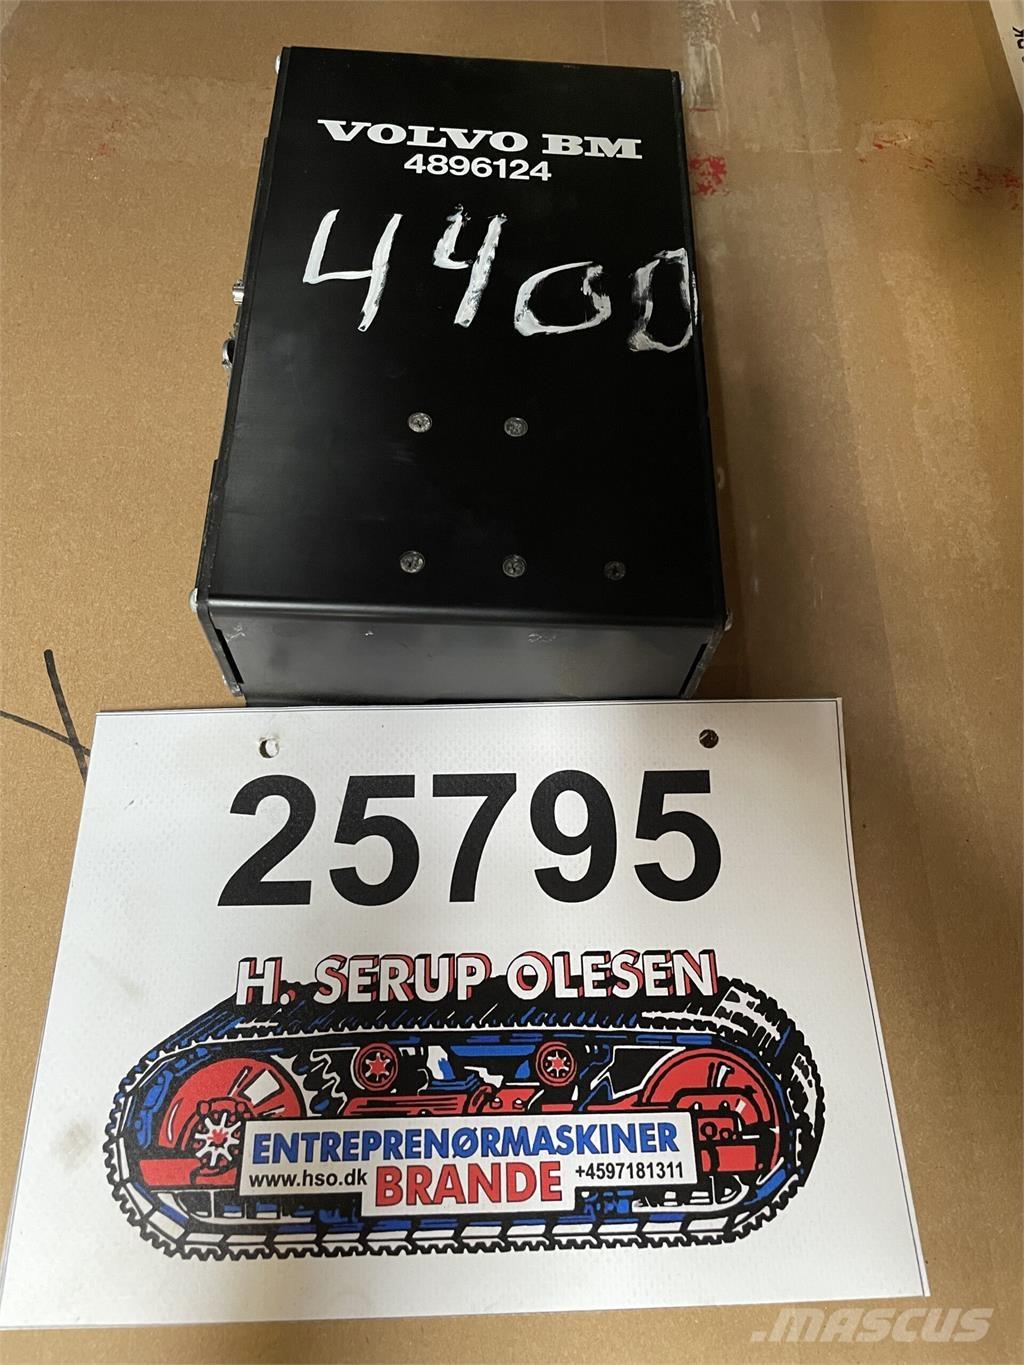 VOLVO BM
4896124
4400
25795
H. SERUP OLESEN
ENTREPRENØRMASKINER
www.hso.dk BRANDE +4597181311
MASCUS